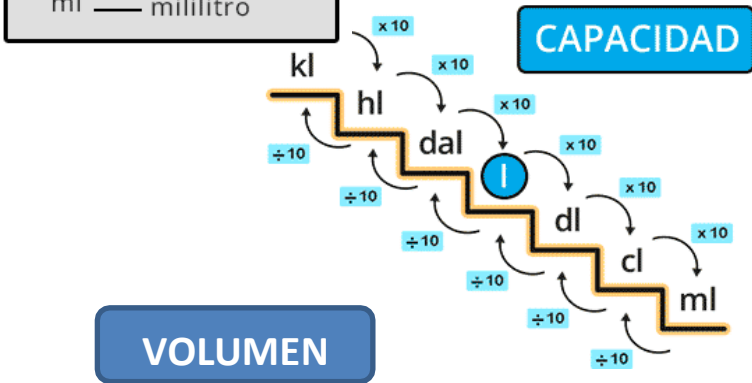 ml — mililitro
CAPACIDAD
kl
x 10
hl
x 10
dal
x 10
l
x 10
dl
x 10
cl
x 10
ml
÷ 10
÷ 10
÷ 10
÷ 10
÷ 10
÷ 10
VOLUMEN